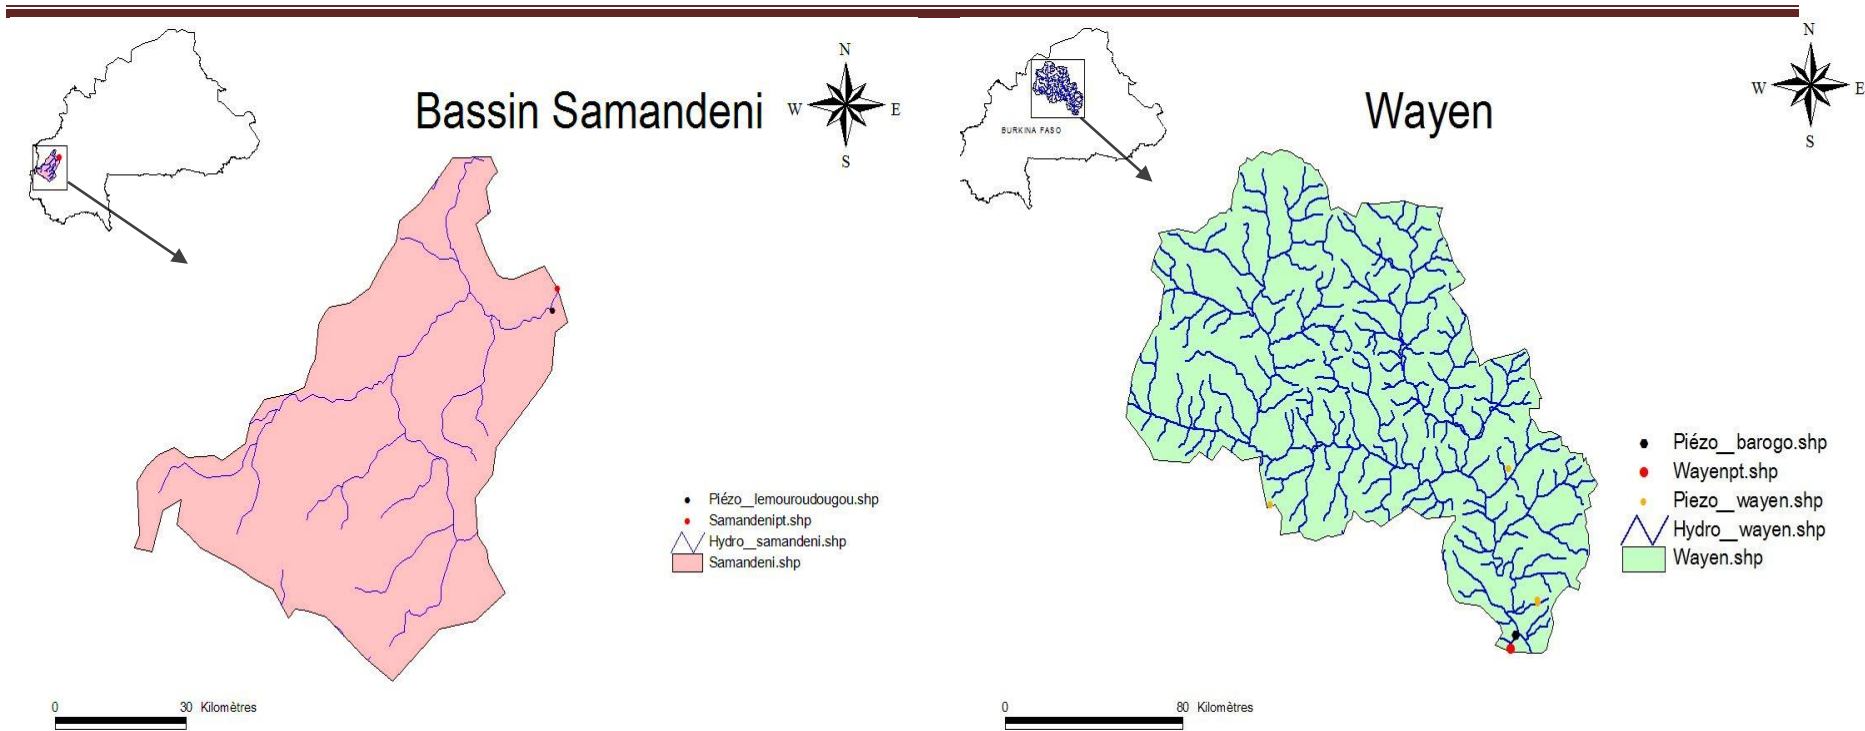 Bassin Samandeni
N
W
E
S
Piézo__lemouroudougou.shp
Samandenipt.shp
Hydro__samandeni.shp
Samandeni.shp
0 30 Kilomètres
BURKINA FASO
Wayen
N
W
E
S
Piézo__barogo.shp
Wayenpt.shp
Piezo__wayen.shp
Hydro__wayen.shp
Wayen.shp
0 80 Kilomètres